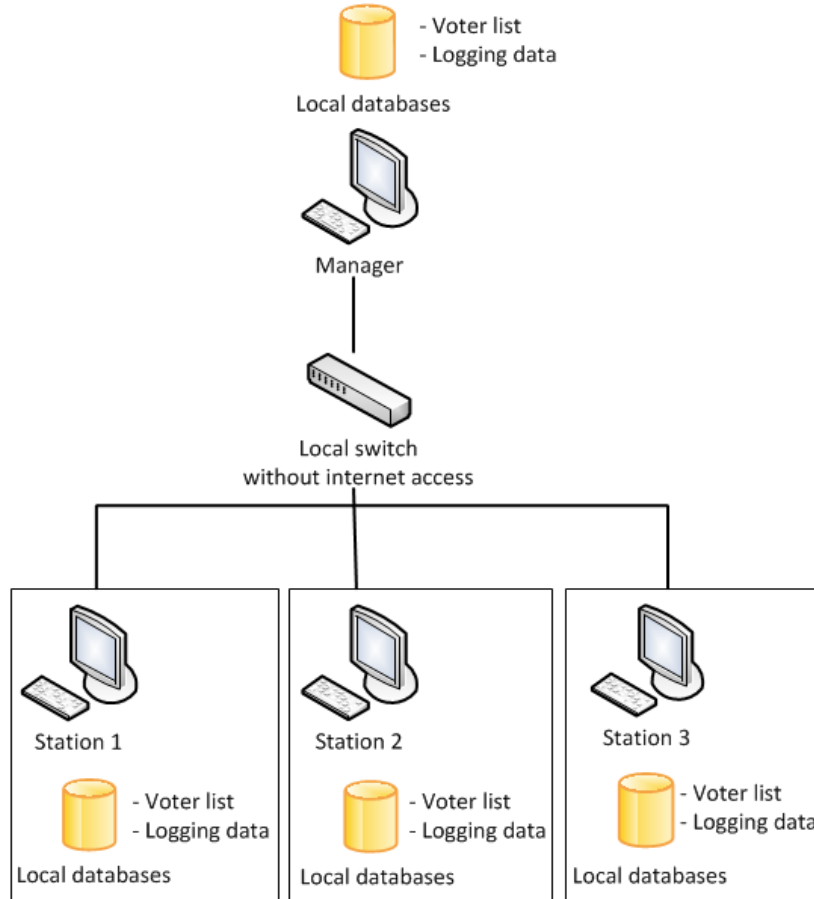 - Voter list
- Logging data
Local databases
Manager
Local switch
without internet access
Station 1
- Voter list
- Logging data
Local databases
Station 2
- Voter list
- Logging data
Local databases
Station 3
- Voter list
- Logging data
Local databases